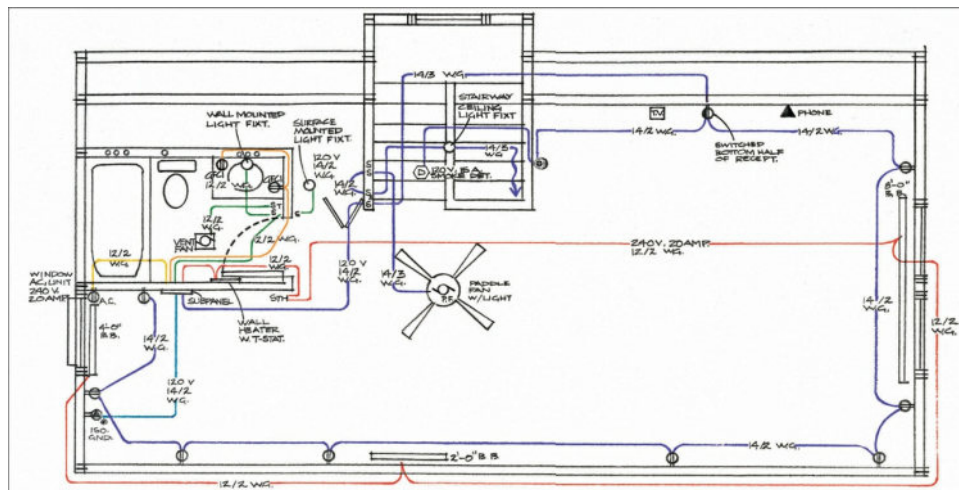 14/3 W.G.
STAIRWAY
CEILING
LIGHT FIXT
WALL MOUNTED
LIGHT FIXT.
SURFACE
MOUNTED
LIGHT FIXT.
120 V
14/2
W.G.
TV
PHONE
14/2 W.G.
14/2 W.G.
SWITCHED
BOTTOM HALF
OF RECEPT.
14/3
W.G.
D
120V. 15 A.
SMOKE DET.
GFCI
12/2 W.G.
GFCI
14/2
W.G.
S
S
S
S
8'-0"
B.B.
12/2
W.G.
VENT
FAN
12/2 W.G.
S
240V. 20AMP.
12/2 W.G.
12/2
W.G.
12/2
W.G.
120 V
14/2
W.G.
14/3
W.G.
PADDLE
FAN
W/LIGHT
P.F.
WINDOW
A.C. UNIT
240 V.
20 AMP
A.C.
SUBPANEL
STH
WALL
HEATER
W. T-STAT.
4'-0"
B.B.
14/2
W.G.
14/2
W.G.
12/2
W.G.
120 V
14/2
W.G.
ISO.
GND.
14/2 W.G.
2'-0" B.B.
12/2 W.G.